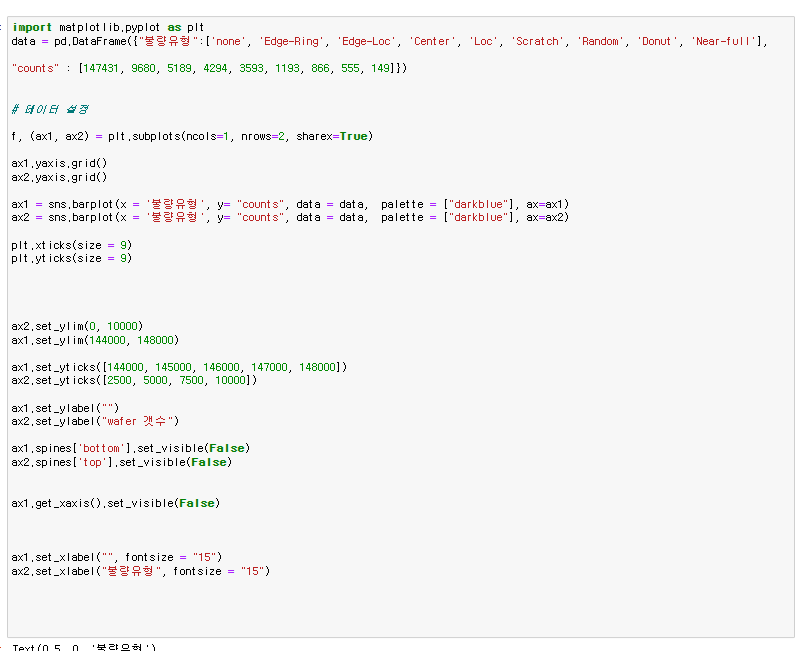 import matplotlib.pyplot as plt
data = pd.DataFrame({"불량유형":['none', 'Edge-Ring', 'Edge-Loc', 'Center', 'Loc', 'Scratch', 'Random', 'Donut', 'Near-full'],
"counts" : [147431, 9680, 5189, 4294, 3593, 1193, 866, 555, 149]})
# 데이터 설정
f, (ax1, ax2) = plt.subplots(ncols=1, nrows=2, sharex=True)
ax1.yaxis.grid()
ax2.yaxis.grid()
ax1 = sns.barplot(x = '불량유형', y= "counts", data = data,  palette = ["darkblue"], ax=ax1)
ax2 = sns.barplot(x = '불량유형', y= "counts", data = data,  palette = ["darkblue"], ax=ax2)
plt.xticks(size = 9)
plt.yticks(size = 9)
ax2.set_ylim(0, 10000)
ax1.set_ylim(144000, 148000)
ax1.set_yticks([144000, 145000, 146000, 147000, 148000])
ax2.set_yticks([2500, 5000, 7500, 10000])
ax1.set_ylabel("")
ax2.set_ylabel("wafer 갯수")
ax1.spines['bottom'].set_visible(False)
ax2.spines['top'].set_visible(False)
ax1.get_xaxis().set_visible(False)
ax1.set_xlabel("", fontsize = "15")
ax2.set_xlabel("불량유형", fontsize = "15")
Text(0.5, 0, '불량유형')